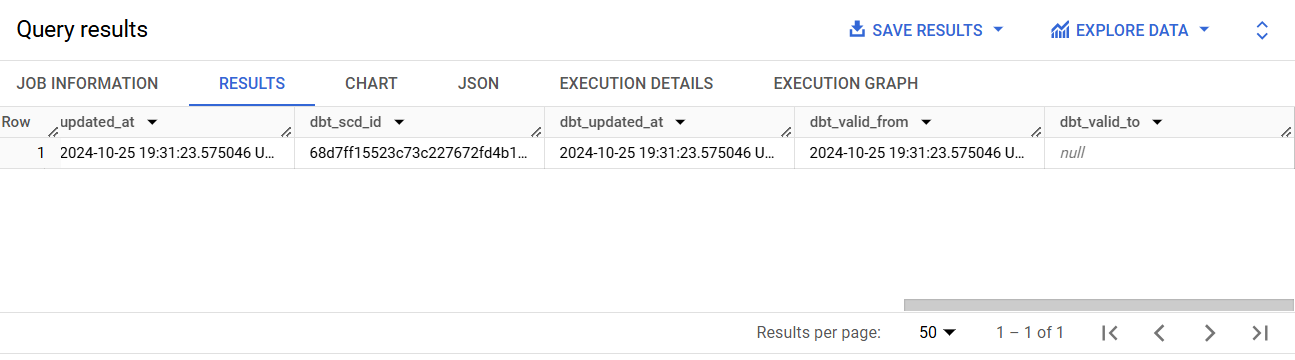 Query results SAVE RESULTS EXPLORE DATA
JOB INFORMATION RESULTS CHART JSON EXECUTION DETAILS EXECUTION GRAPH
Row updated_at dbt_scd_id dbt_updated_at dbt_valid_from dbt_valid_to
1 2024-10-25 19:31:23.575046 U... 68d7ff15523c73c227672fd4b1... 2024-10-25 19:31:23.575046 U... 2024-10-25 19:31:23.575046 U... null
Results per page: 50 1 – 1 of 1